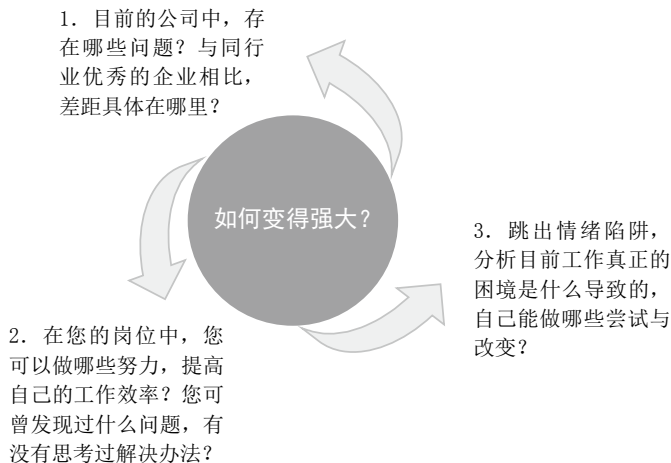 1. 目前的公司中，存
在哪些问题？与同行
业优秀的企业相比，
差距具体在哪里？
如何变得强大？
2. 在您的岗位中，您
可以做哪些努力，提高
自己的工作效率？您可
曾发现过什么问题，有
没有思考过解决办法？
3. 跳出情绪陷阱，
分析目前工作真正的
困境是什么导致的，
自己能做哪些尝试与
改变？